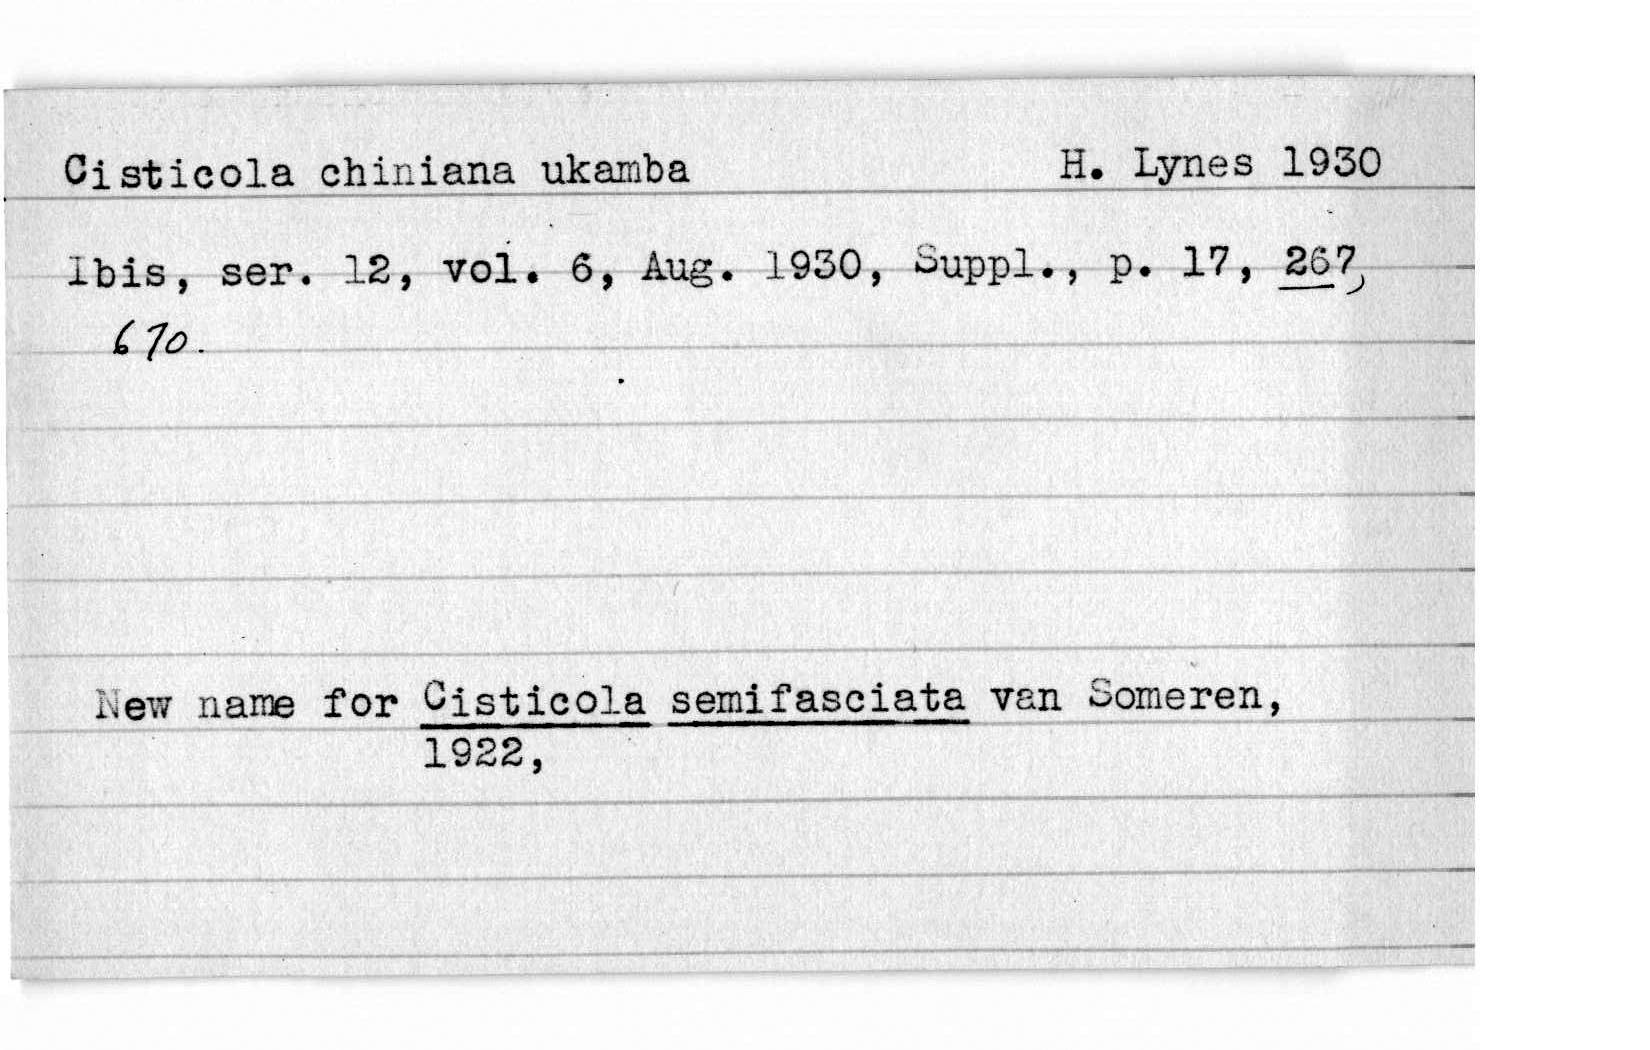 Cisticola chiniana ukamba H. Lynes 1930
Ibis, ser. 12, vol. 6, Aug. 1930, Suppl., p. 17, 267,
670.
New name for Cisticola semifasciata van Someren,
1922,